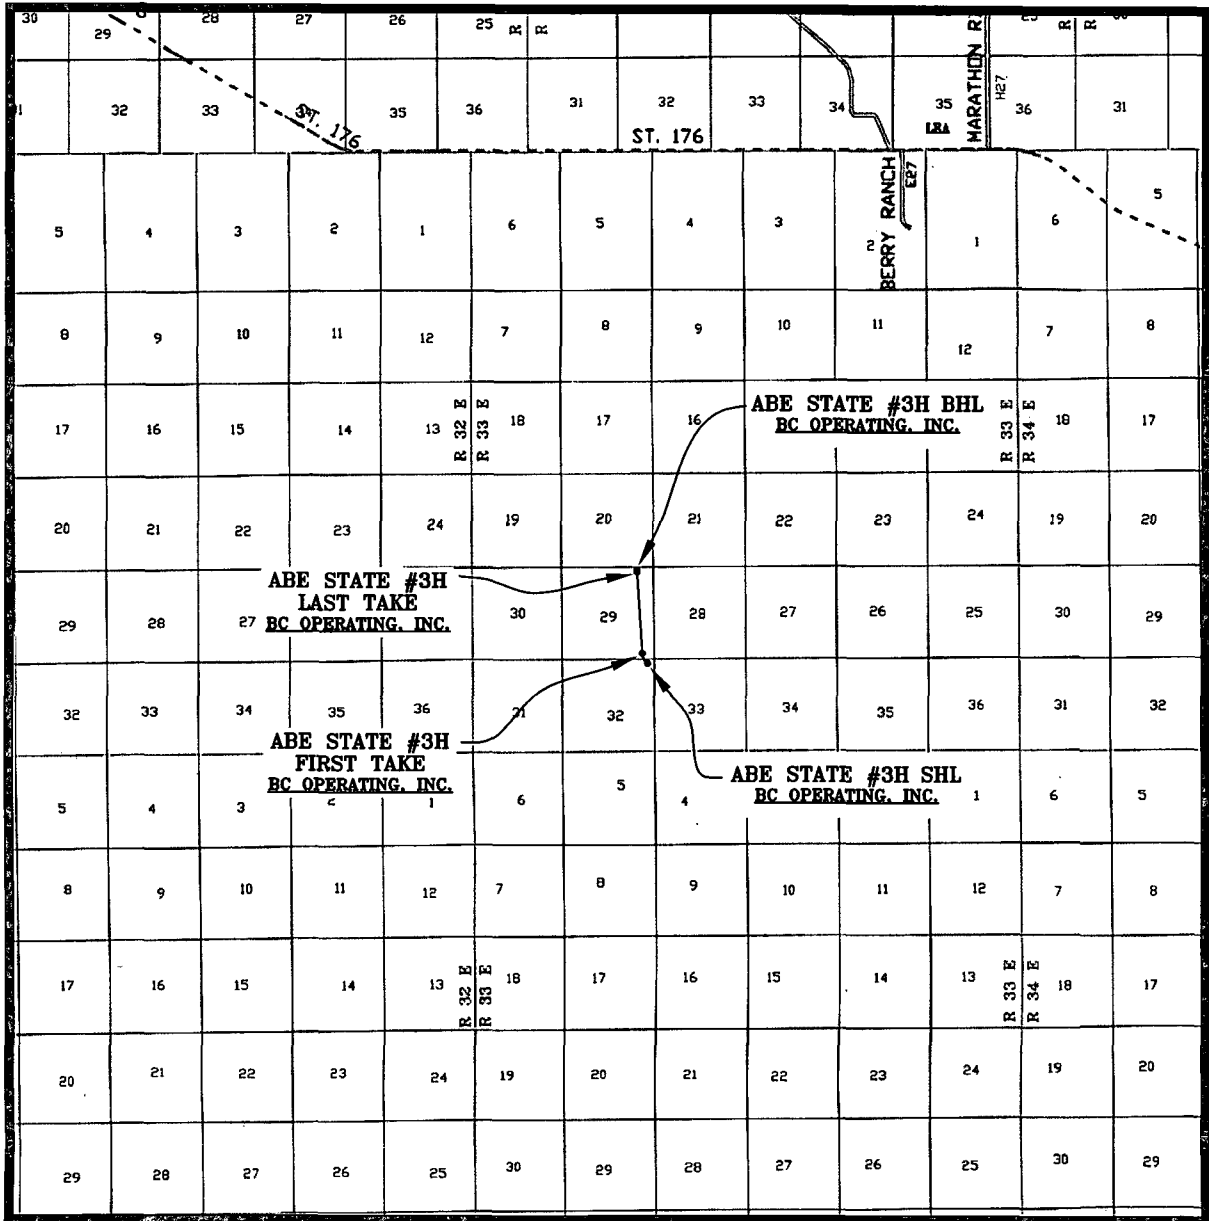 30 29 28 27 26 25 R R R R
32 33 34 35 36 31 32 33 34 35 36 31
ST. 176
ST. 176
LEA
MARATHON
H27
BERRY RANCH
E27
5 4 3 2 1 6 5 4 3 2 1 6 5
8 9 10 11 12 7 8 9 10 11 12 7 8
17 16 15 14 13 18 17 16 18 17
R 32 E
R 33 E
R 33 E
R 34 E
ABE STATE #3H BHL
BC OPERATING, INC.
20 21 22 23 24 19 20 21 22 23 24 19 20
ABE STATE #3H
LAST TAKE
BC OPERATING, INC.
29 28 27 30 29 28 27 26 25 30 29
32 33 34 35 36 31 32 33 34 35 36 31 32
ABE STATE #3H
FIRST TAKE
BC OPERATING, INC.
ABE STATE #3H SHL
BC OPERATING, INC.
5 4 3 2 1 6 5 4 1 6 5
8 9 10 11 12 7 8 9 10 11 12 7 8
17 16 15 14 13 18 17 16 15 14 13 18 17
R 32 E
R 33 E
R 33 E
R 34 E
20 21 22 23 24 19 20 21 22 23 24 19 20
29 28 27 26 25 30 29 28 27 26 25 30 29